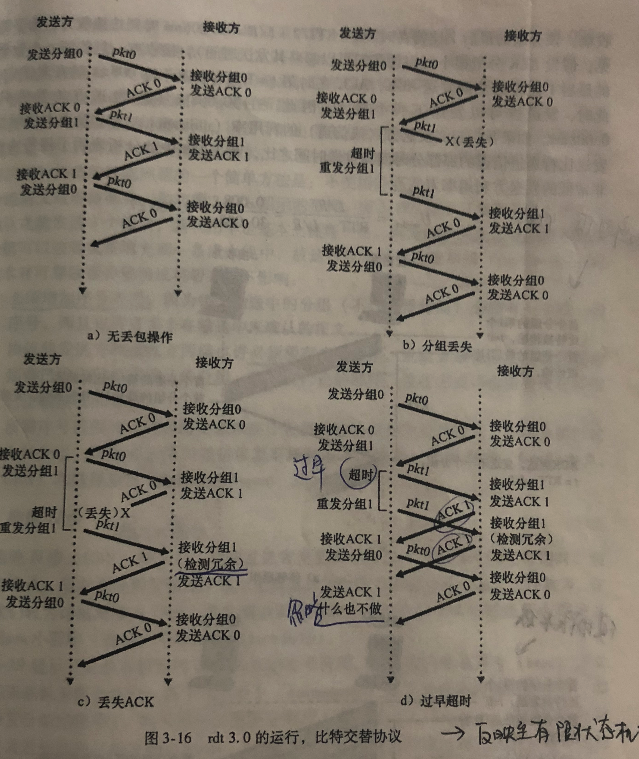 发送方 接收方
发送分组0 pkt0
接收分组0
ACK 0 发送ACK 0
接收ACK 0
发送分组1 pkt1
接收分组1
ACK 1 发送ACK 1
接收ACK 1
发送分组0 pkt0
接收分组0
ACK 0 发送ACK 0
a）无丢包操作
发送方 接收方
发送分组0 pkt0
接收分组0
ACK 0 发送ACK 0
接收ACK 0
发送分组1 pkt1
X（丢失）
超时
重发分组1
pkt1
接收分组1
ACK 1 发送ACK 1
接收ACK 1
发送分组0 pkt0
接收分组0
ACK 0 发送ACK 0
b）分组丢失
发送方 接收方
发送分组0 pkt0
接收分组0
ACK 0 发送ACK 0
接收ACK 0
发送分组1 pkt0
接收分组1
ACK 0 发送ACK 1
超时 （丢失）X
重发分组1
pkt1
接收分组1
ACK 1 （检测冗余）
发送ACK 1
接收ACK 1
发送分组0 pkt0
接收分组0
ACK 0 发送ACK 0
c）丢失ACK
发送方 接收方
发送分组0 pkt0
接收分组0
ACK 0 发送ACK 0
接收ACK 0
发送分组1 pkt1
过早 超时
接收分组1
发送ACK 1
重发分组1 pkt1
ACK 1 接收分组1
（检测冗余）
接收ACK 1 ACK 1 发送ACK 1
发送分组0 pkt0
接收分组0
发送ACK 0
发送ACK 1
什么也不做
ACK 0
d）过早超时
图 3-16 rdt 3.0 的运行，比特交替协议
→ 反映至有限状态机